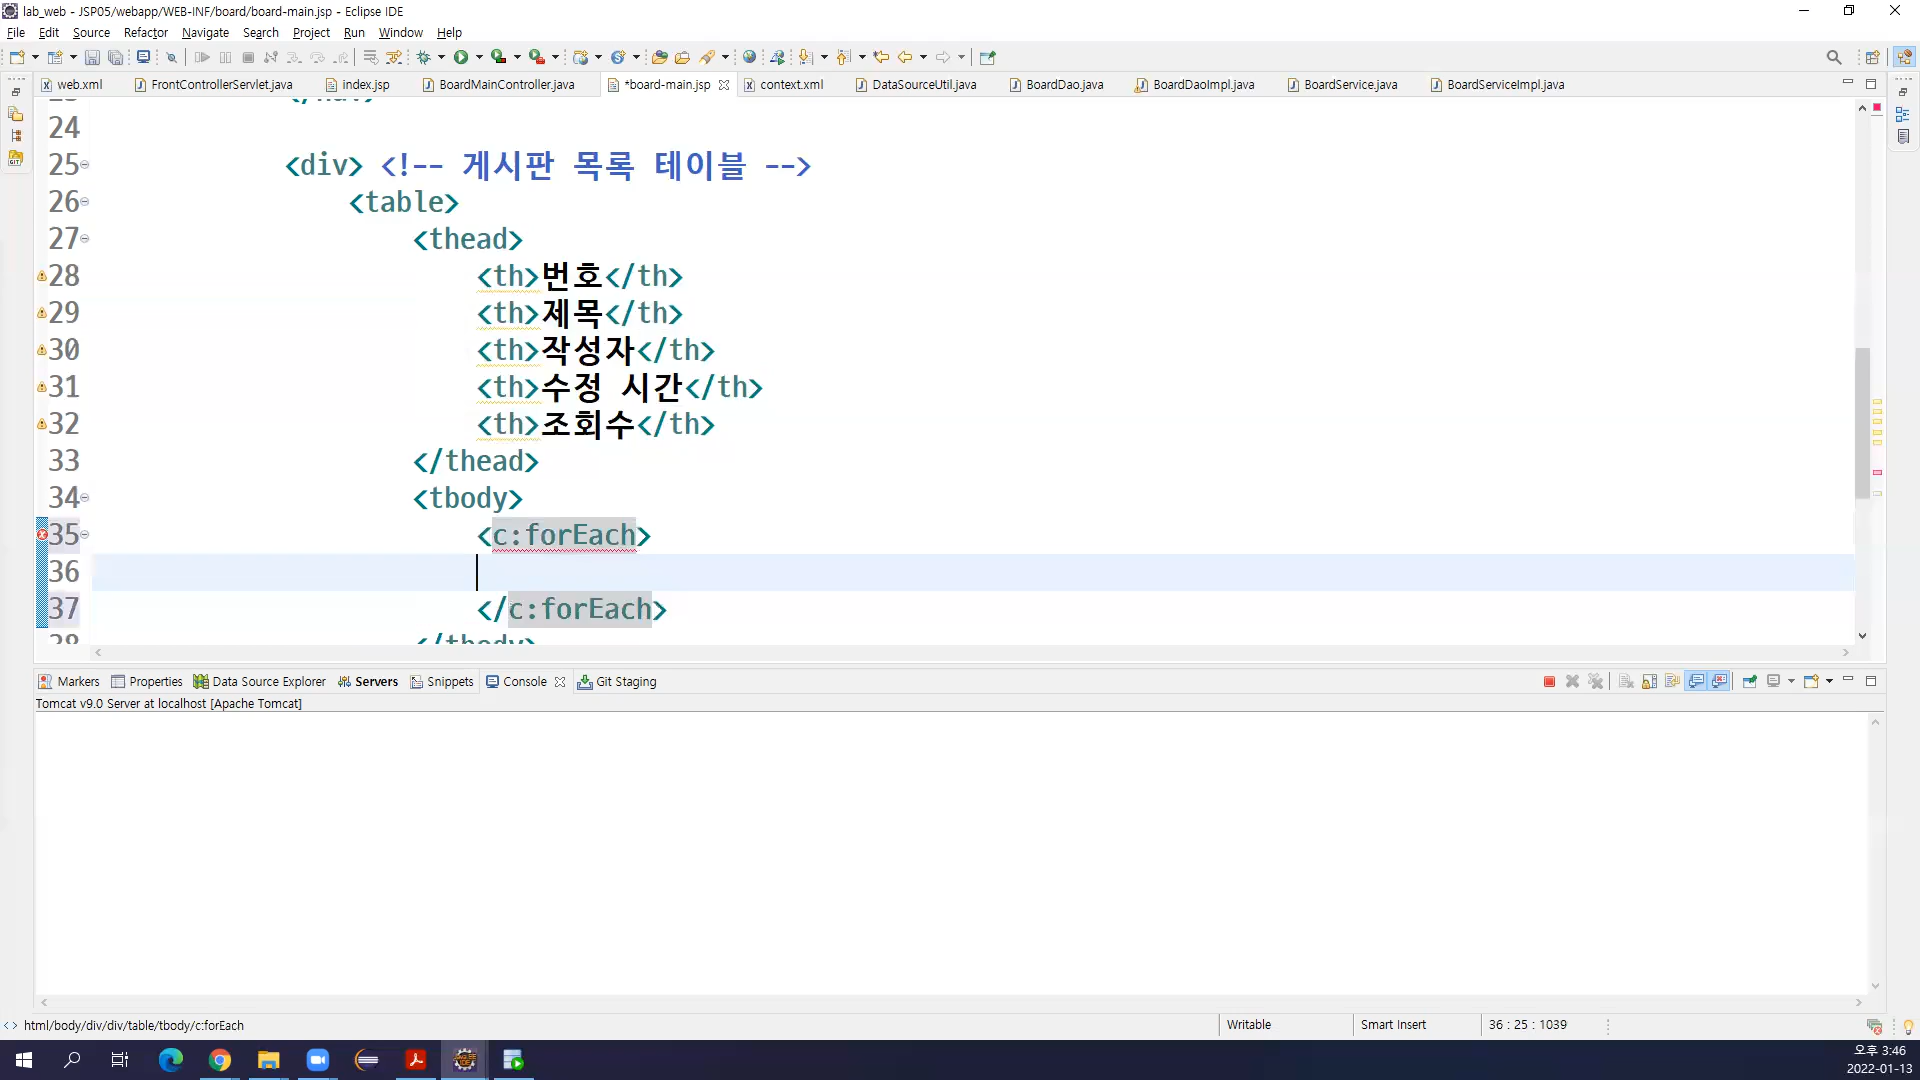 lab_web - JSP05/webapp/WEB-INF/board/board-main.jsp - Eclipse IDE
File Edit Source Refactor Navigate Search Project Run Window Help
web.xml FrontControllerServlet.java index.jsp BoardMainController.java *board-main.jsp context.xml DataSourceUtil.java BoardDao.java BoardDaoImpl.java BoardService.java BoardServiceImpl.java
24
25 <div> <!-- 게시판 목록 테이블 -->
26 <table>
27 <thead>
28 <th>번호</th>
29 <th>제목</th>
30 <th>작성자</th>
31 <th>수정 시간</th>
32 <th>조회수</th>
33 </thead>
34 <tbody>
35 <c:forEach>
36
37 </c:forEach>
Markers Properties Data Source Explorer Servers Snippets Console Git Staging
Tomcat v9.0 Server at localhost [Apache Tomcat]
html/body/div/div/table/tbody/c:forEach Writable Smart Insert 36 : 25 : 1039
오후 3:46
2022-01-13